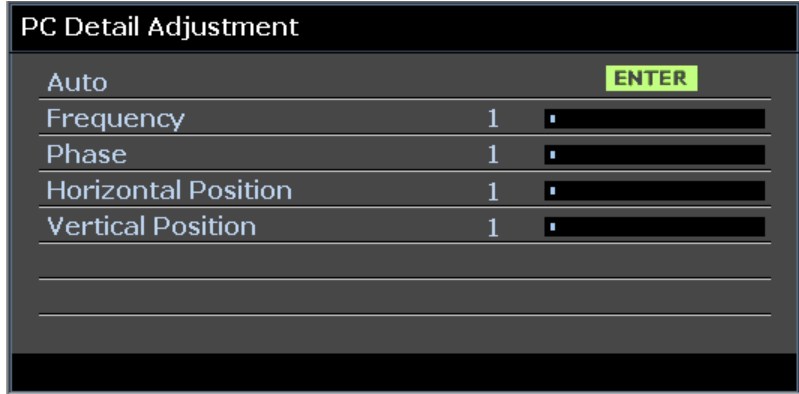 PC Detail Adjustment
Auto ENTER
Frequency 1
Phase 1
Horizontal Position 1
Vertical Position 1